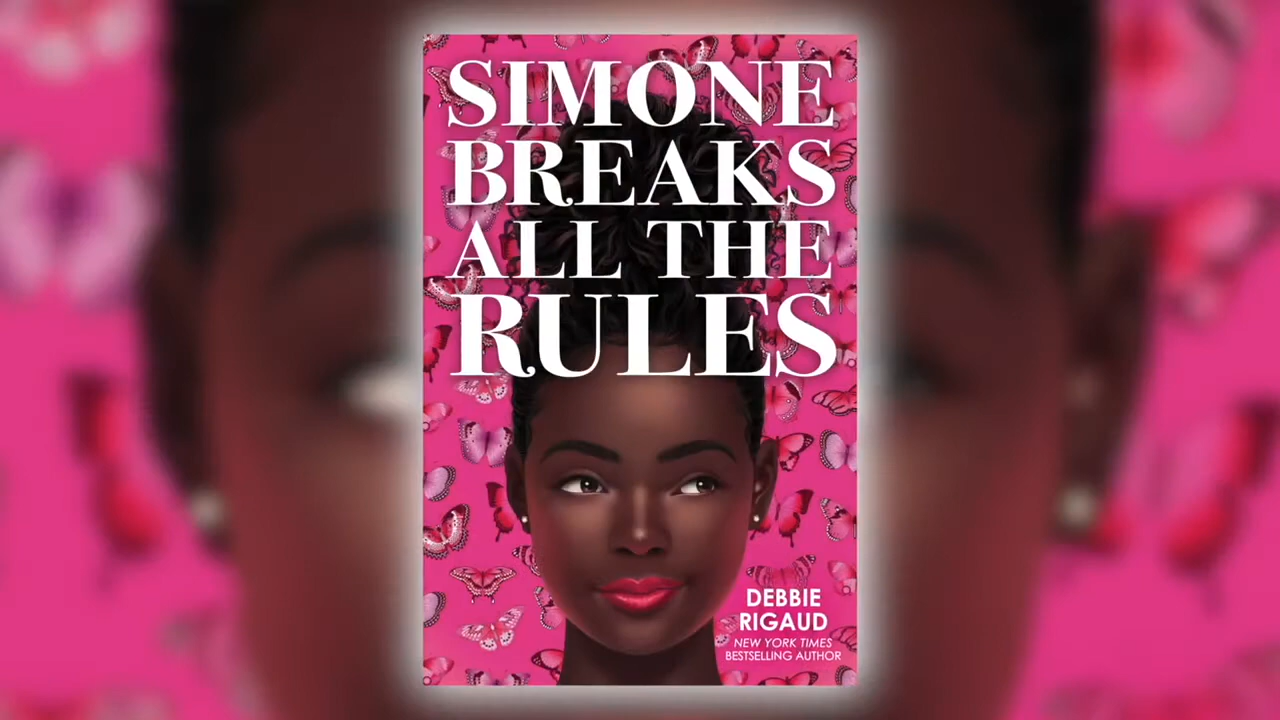 SIMONE
BREAKS
ALL THE
RULES
DEBBIE
RIGAUD
NEW YORK TIMES
BESTSELLING AUTHOR